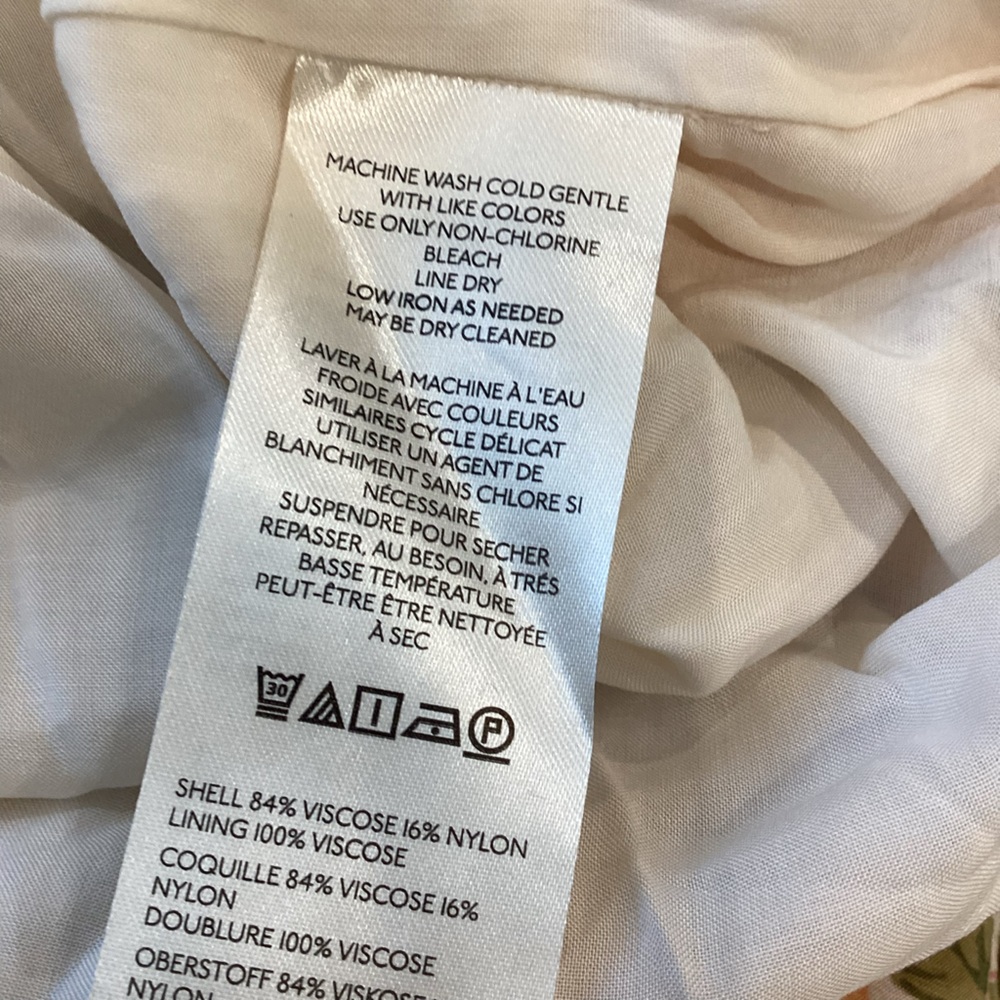 MACHINE WASH COLD GENTLE
WITH LIKE COLORS
USE ONLY NON-CHLORINE
BLEACH
LINE DRY
LOW IRON AS NEEDED
MAY BE DRY CLEANED
LAVER À LA MACHINE À L'EAU
FROIDE AVEC COULEURS
SIMILAIRES CYCLE DÉLICAT
UTILISER UN AGENT DE
BLANCHIMENT SANS CHLORE SI
NÉCESSAIRE
SUSPENDRE POUR SECHER
REPASSER, AU BESOIN, À TRÉS
BASSE TEMPÉRATURE
PEUT-ÊTRE ÊTRE NETTOYÉE
À SEC
30 P
SHELL 84% VISCOSE 16% NYLON
LINING 100% VISCOSE
COQUILLE 84% VISCOSE 16%
NYLON
DOUBLURE 100% VISCOSE
OBERSTOFF 84% VISKOSE
NYLON